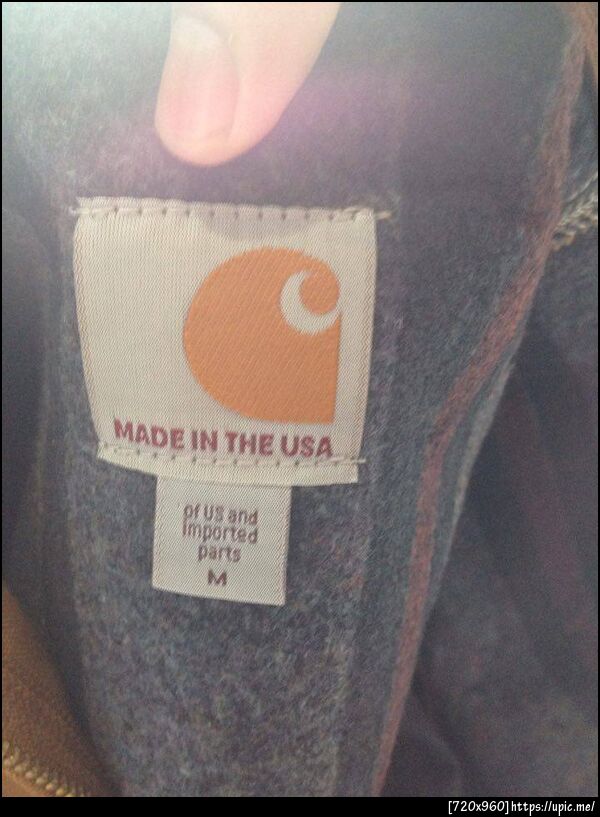 MADE IN THE USA
of US and
imported
parts
M
[720x960]https://upic.me/